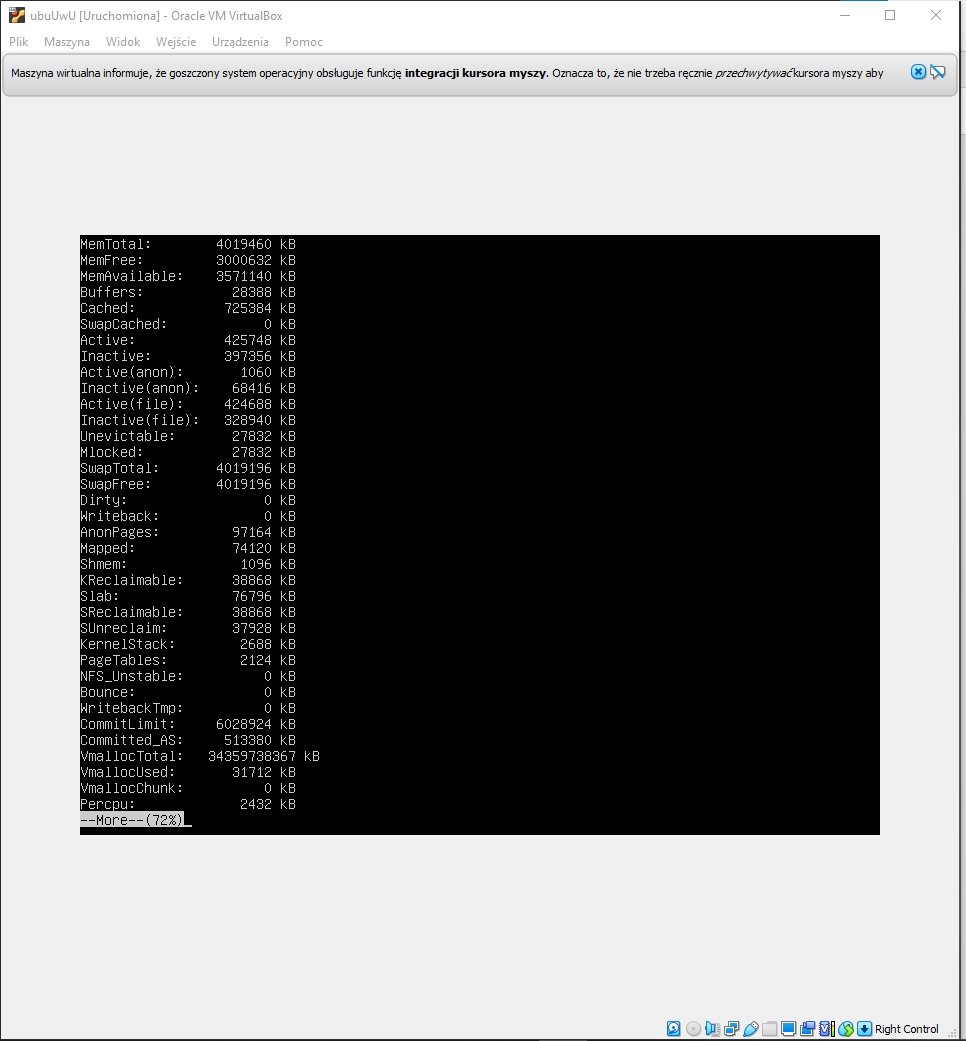 ubuUwU [Uruchomiona] - Oracle VM VirtualBox
Plik Maszyna Widok Wejście Urządzenia Pomoc
Maszyna wirtualna informuje, że goszczony system operacyjny obsługuje funkcję integracji kursora myszy. Oznacza to, że nie trzeba ręcznie przechwytywać kursora myszy aby
MemTotal: 4019460 kB
MemFree: 3000632 kB
MemAvailable: 3571140 kB
Buffers: 28388 kB
Cached: 725384 kB
SwapCached: 0 kB
Active: 425748 kB
Inactive: 397356 kB
Active(anon): 1060 kB
Inactive(anon): 68416 kB
Active(file): 424688 kB
Inactive(file): 328940 kB
Unevictable: 27832 kB
Mlocked: 27832 kB
SwapTotal: 4019196 kB
SwapFree: 4019196 kB
Dirty: 0 kB
Writeback: 0 kB
AnonPages: 97164 kB
Mapped: 74120 kB
Shmem: 1096 kB
KReclaimable: 38868 kB
Slab: 76796 kB
SReclaimable: 38868 kB
SUnreclaim: 37928 kB
KernelStack: 2688 kB
PageTables: 2124 kB
NFS_Unstable: 0 kB
Bounce: 0 kB
WritebackTmp: 0 kB
CommitLimit: 6028924 kB
Committed_AS: 513380 kB
VmallocTotal: 34359738367 kB
VmallocUsed: 31712 kB
VmallocChunk: 0 kB
Percpu: 2432 kB
--More--(72%)
Right Control